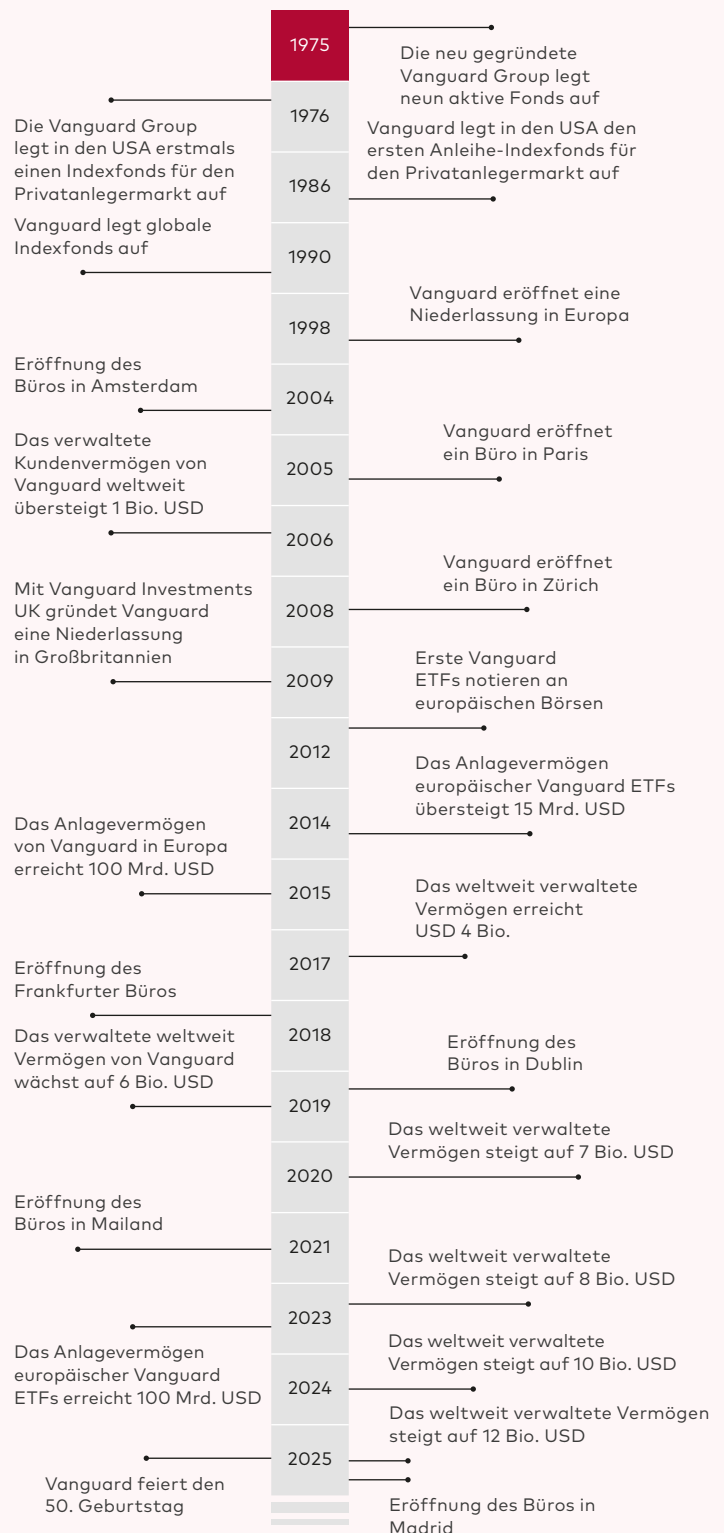 1975
Die neu gegründete
Vanguard Group legt
neun aktive Fonds auf
1976
Die Vanguard Group
legt in den USA erstmals
einen Indexfonds für den
Privatanlegermarkt auf
1986
Vanguard legt in den USA den
ersten Anleihe-Indexfonds für
den Privatanlegermarkt auf
1990
Vanguard legt globale
Indexfonds auf
1998
Vanguard eröffnet eine
Niederlassung in Europa
2004
Eröffnung des
Büros in Amsterdam
2005
Vanguard eröffnet
ein Büro in Paris
2006
Das verwaltete
Kundenvermögen von
Vanguard weltweit
übersteigt 1 Bio. USD
2008
Vanguard eröffnet
ein Büro in Zürich
2009
Mit Vanguard Investments
UK gründet Vanguard
eine Niederlassung
in Großbritannien
2012
Erste Vanguard
ETFs notieren an
europäischen Börsen
2014
Das Anlagevermögen
europäischer Vanguard ETFs
übersteigt 15 Mrd. USD
2015
Das Anlagevermögen
von Vanguard in Europa
erreicht 100 Mrd. USD
2017
Das weltweit verwaltete
Vermögen erreicht
USD 4 Bio.
2018
Eröffnung des
Frankfurter Büros
2019
Das verwaltete weltweit
Vermögen von Vanguard
wächst auf 6 Bio. USD
Eröffnung des
Büros in Dublin
2020
Das weltweit verwaltete
Vermögen steigt auf 7 Bio. USD
2021
Eröffnung des
Büros in Mailand
2023
Das weltweit verwaltete
Vermögen steigt auf 8 Bio. USD
Das Anlagevermögen
europäischer Vanguard
ETFs erreicht 100 Mrd. USD
2024
Das weltweit verwaltete
Vermögen steigt auf 10 Bio. USD
2025
Das weltweit verwaltete Vermögen
steigt auf 12 Bio. USD
Vanguard feiert den
50. Geburtstag
Eröffnung des Büros in
Madrid